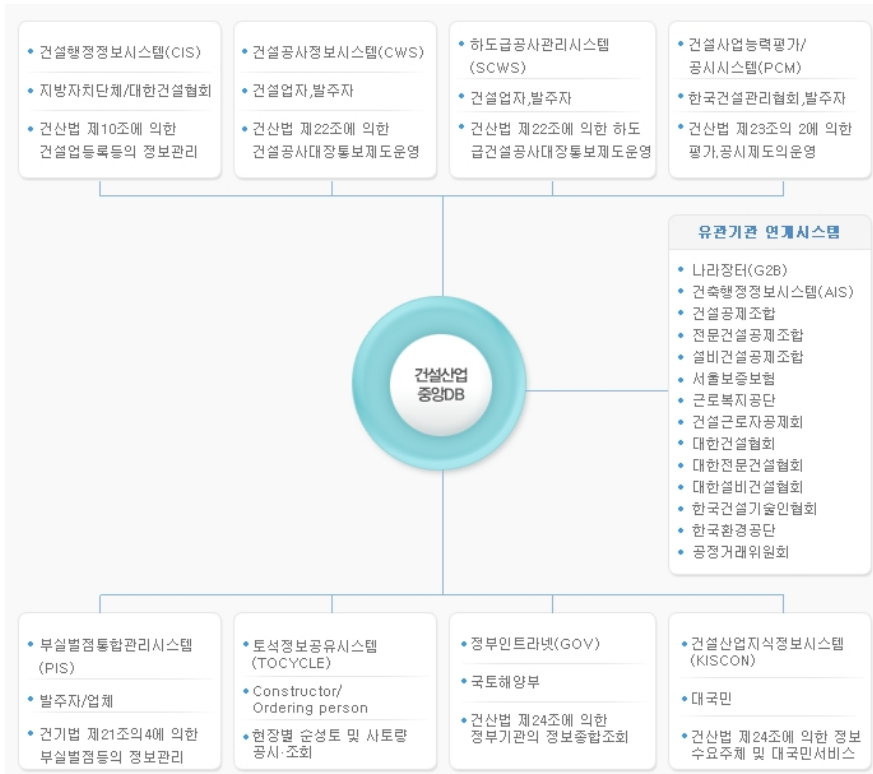 건설행정정보시스템(CIS)
지방자치단체/대한건설협회
건산법 제10조에 의한
건설업등록등의 정보관리
건설공사정보시스템(CWS)
건설업자,발주자
건산법 제22조에 의한
건설공사대장통보제도운영
하도급공사관리시스템
(SCWS)
건설업자,발주자
건산법 제22조에 의한 하도
급건설공사대장통보제도운영
건설사업능력평가/
공시시스템(PCM)
한국건설관리협회,발주자
건산법 제23조의 2에 의한
평가,공시제도의운영
유관기관 연계시스템
나라장터(G2B)
건축행정정보시스템(AIS)
건설공제조합
전문건설공제조합
설비건설공제조합
서울보증보험
근로복지공단
건설근로자공제회
대한건설협회
대한전문건설협회
대한설비건설협회
한국건설기술인협회
한국환경공단
공정거래위원회
건설산업
중앙DB
부실벌점통합관리시스템
(PIS)
발주자/업체
건기법 제21조의4에 의한
부실벌점등의 정보관리
토석정보공유시스템
(TOCYCLE)
Constructor/
Ordering person
현장별 순성토 및 사토량
공시·조회
정부인트라넷(GOV)
국토해양부
건산법 제24조에 의한
정부기관의 정보종합조회
건설산업지식정보시스템
(KISCON)
대국민
건산법 제24조에 의한 정보
수요주체 및 대국민서비스